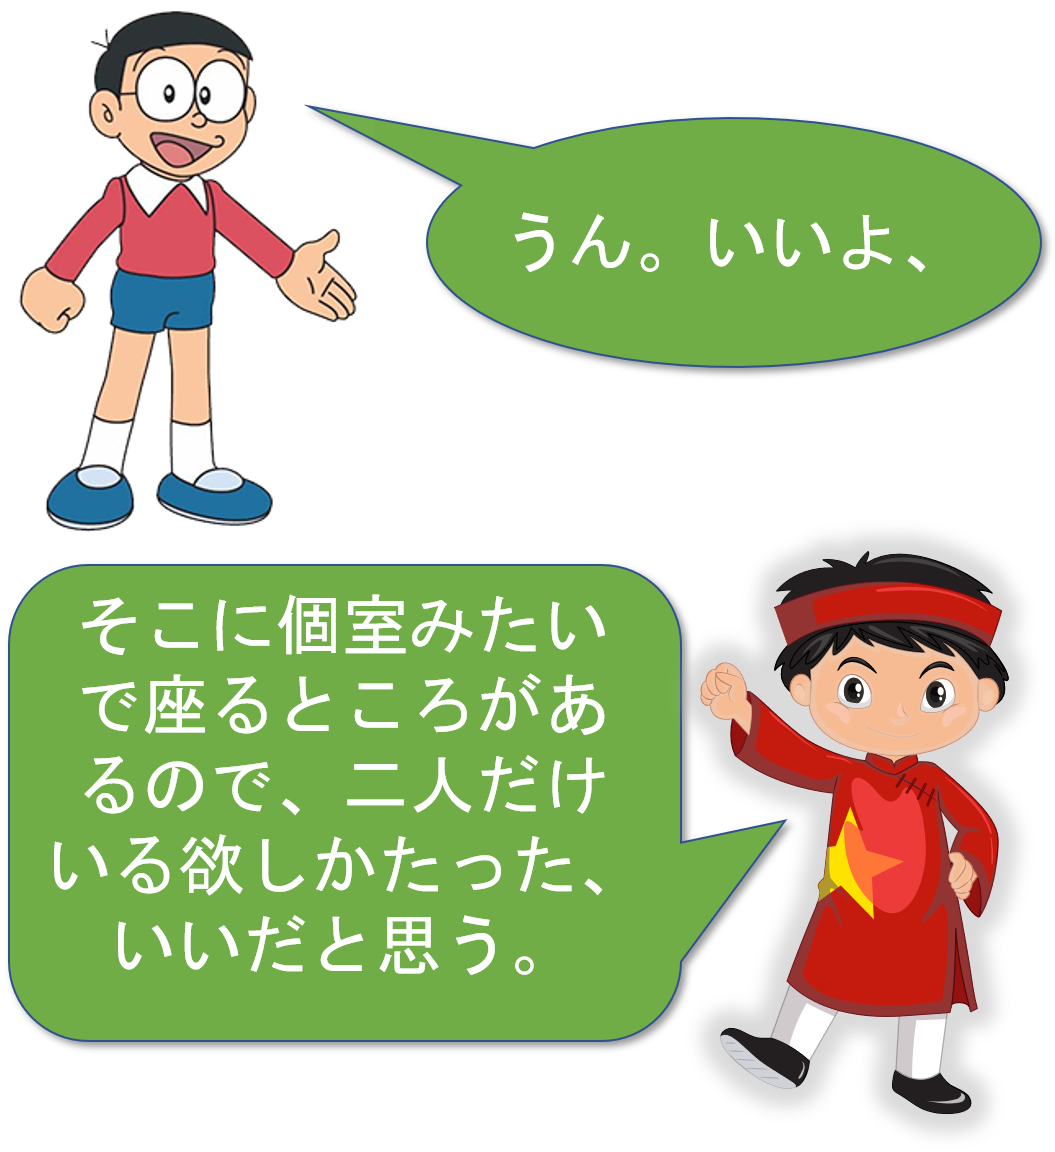 うん。いいよ、
そこに個室みたい
で座るところがあ
るので、二人だけ
いる欲しかたった、
いいだと思う。